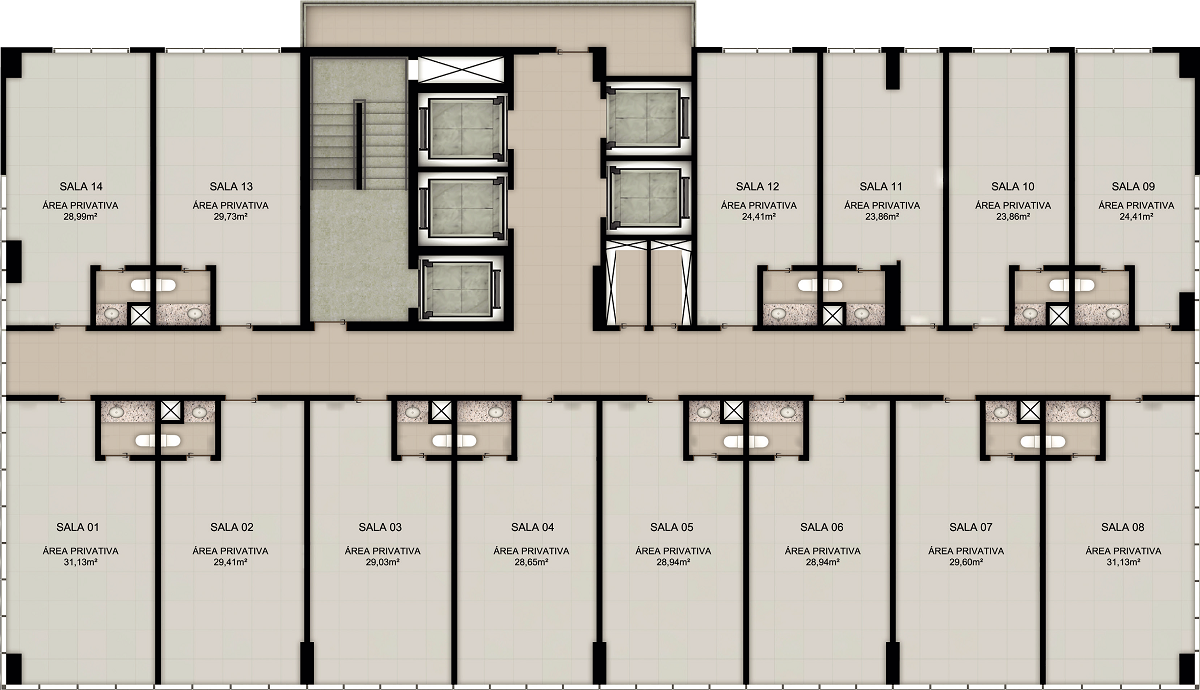 SALA 14
ÁREA PRIVATIVA
28,99m²
SALA 13
ÁREA PRIVATIVA
29,73m²
SALA 12
ÁREA PRIVATIVA
24,41m²
SALA 11
ÁREA PRIVATIVA
23,86m²
SALA 10
ÁREA PRIVATIVA
23,86m²
SALA 09
ÁREA PRIVATIVA
24,41m²
SALA 01
ÁREA PRIVATIVA
31,13m²
SALA 02
ÁREA PRIVATIVA
29,41m²
SALA 03
ÁREA PRIVATIVA
29,03m²
SALA 04
ÁREA PRIVATIVA
28,65m²
SALA 05
ÁREA PRIVATIVA
28,94m²
SALA 06
ÁREA PRIVATIVA
28,94m²
SALA 07
ÁREA PRIVATIVA
29,60m²
SALA 08
ÁREA PRIVATIVA
31,13m²